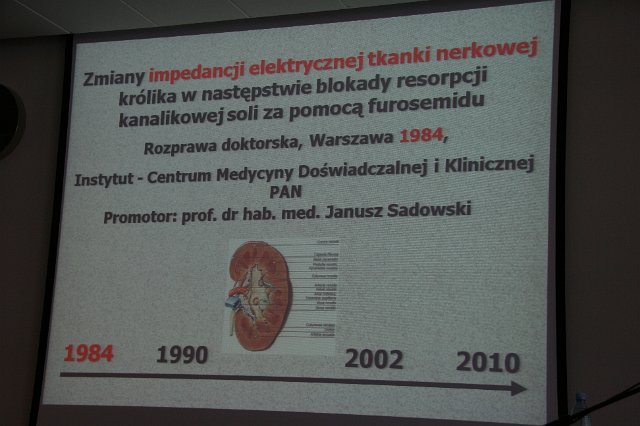 Zmiany impedancji elektrycznej tkanki nerkowej
królika w następstwie blokady resorpcji
kanalikowej soli za pomocą furosemidu
Rozprawa doktorska, Warszawa 1984,
Instytut - Centrum Medycyny Doświadczalnej i Klinicznej
PAN
Promotor: prof. dr hab. med. Janusz Sadowski
1984 1990 2002 2010